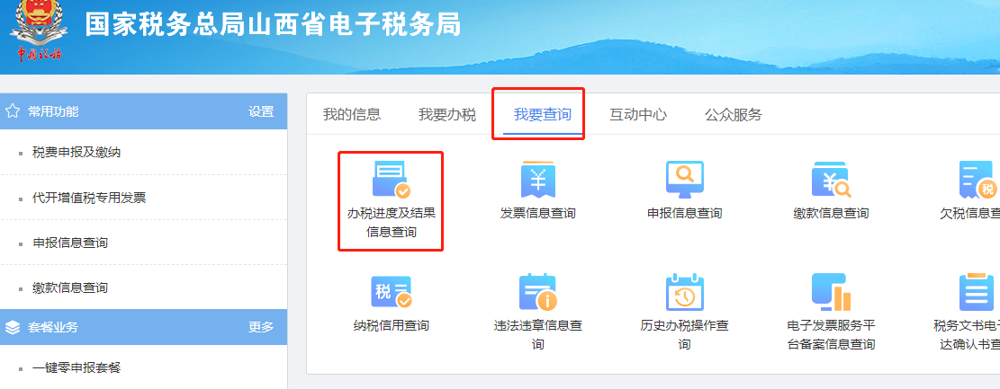 国家税务总局山西省电子税务局
中国税务
常用功能 设置
税费申报及缴纳
代开增值税专用发票
申报信息查询
缴款信息查询
套餐业务 更多
一键零申报套餐
我的信息 我要办税 我要查询 互动中心 公众服务
办税进度及结果
信息查询
发票信息查询
申报信息查询
缴款信息查询
欠税信息查
税
税
纳税信用查询
违法违章信息查
询
历史办税操作查
询
电子发票服务平
台备案信息查询
税务文书电子
达确认书查